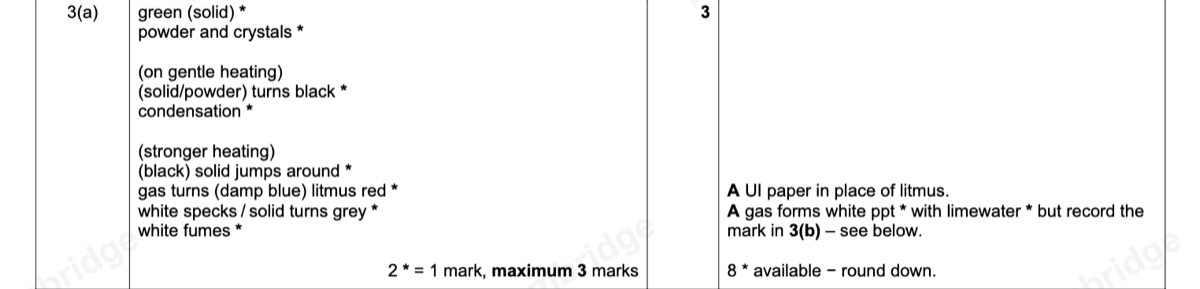 3(a)
green (solid) *
powder and crystals *
(on gentle heating)
(solid/powder) turns black *
condensation *
(stronger heating)
(black) solid jumps around *
gas turns (damp blue) litmus red *
white specks / solid turns grey *
white fumes *
2 * = 1 mark, maximum 3 marks
3
A UI paper in place of litmus.
A gas forms white ppt * with limewater * but record the
mark in 3(b) – see below.
8 * available – round down.
bridge
bridge
bridge